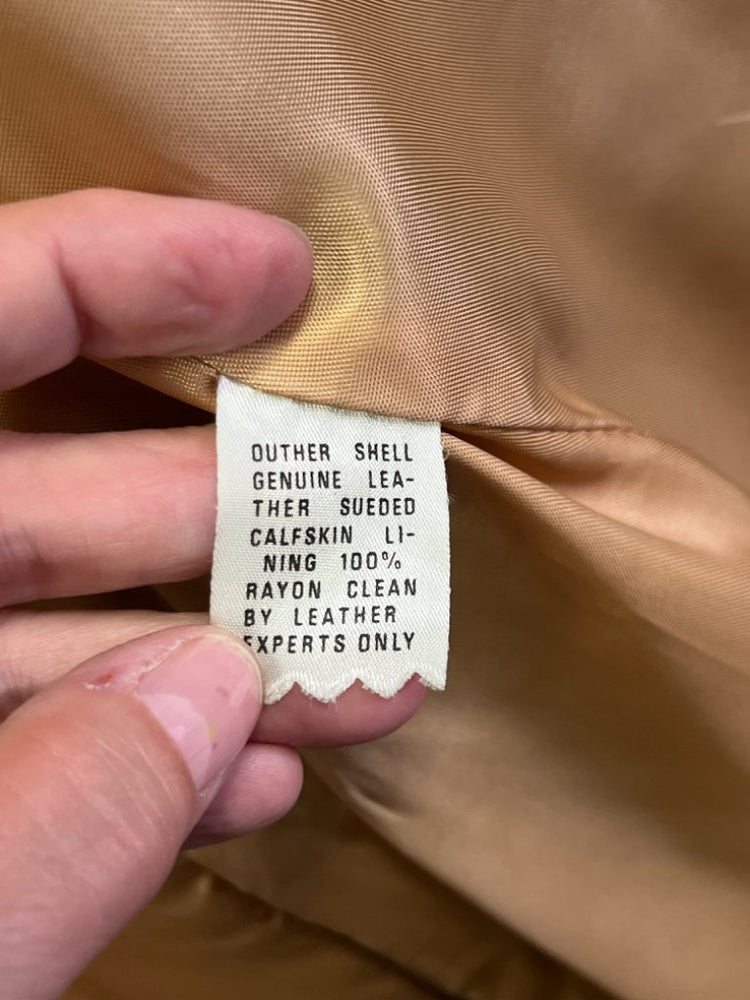 OUTHER SHELL
GENUINE LEA-
THER SUEDED
CALFSKIN LI-
NING 100%
RAYON CLEAN
BY LEATHER
EXPERTS ONLY